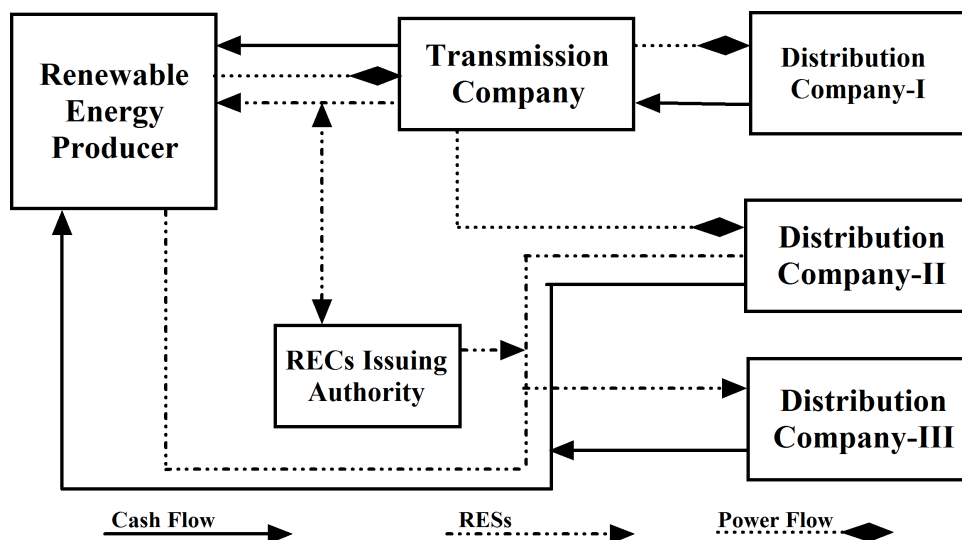 Renewable
Energy
Producer
Transmission
Company
Distribution
Company-I
Distribution
Company-II
RECs Issuing
Authority
Distribution
Company-III
Cash Flow
RESs
Power Flow